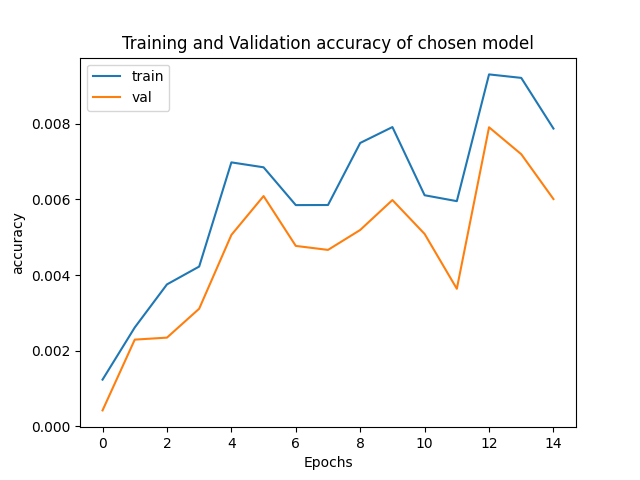 Training and Validation accuracy of chosen model
train
val
accuracy
0.008
0.006
0.004
0.002
0.000
0 2 4 6 8 10 12 14
Epochs